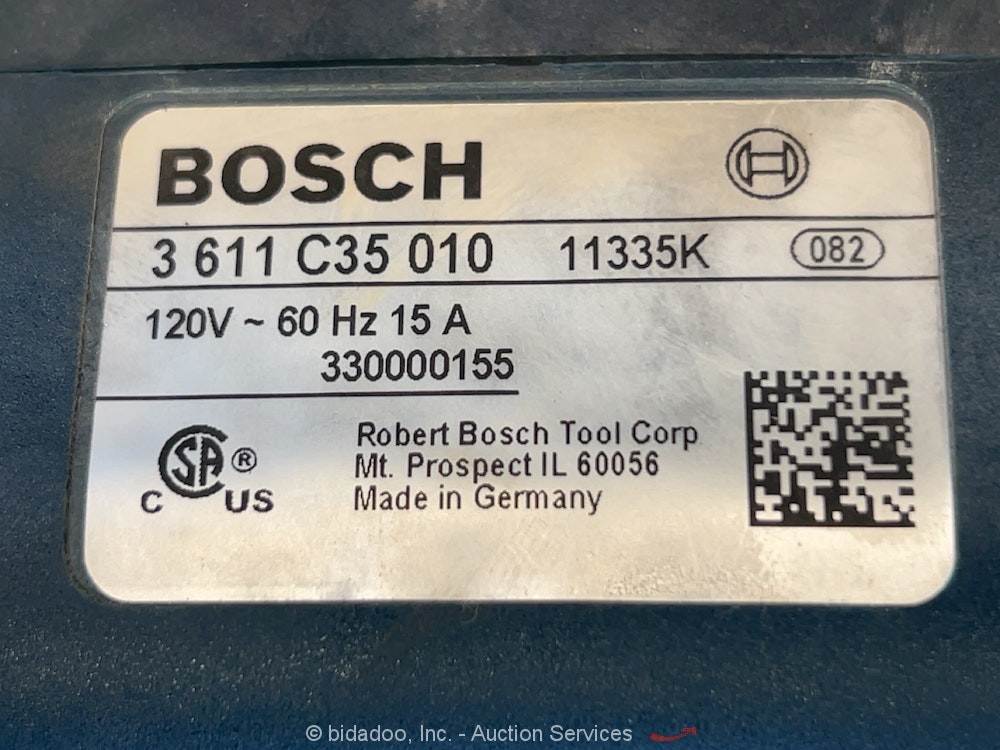 BOSCH
3 611 C35 010 11335K 082
120V ~ 60 Hz 15 A
330000155
CSA ®
C US
Robert Bosch Tool Corp
Mt. Prospect IL 60056
Made in Germany
© bidadoo, Inc. - Auction Services